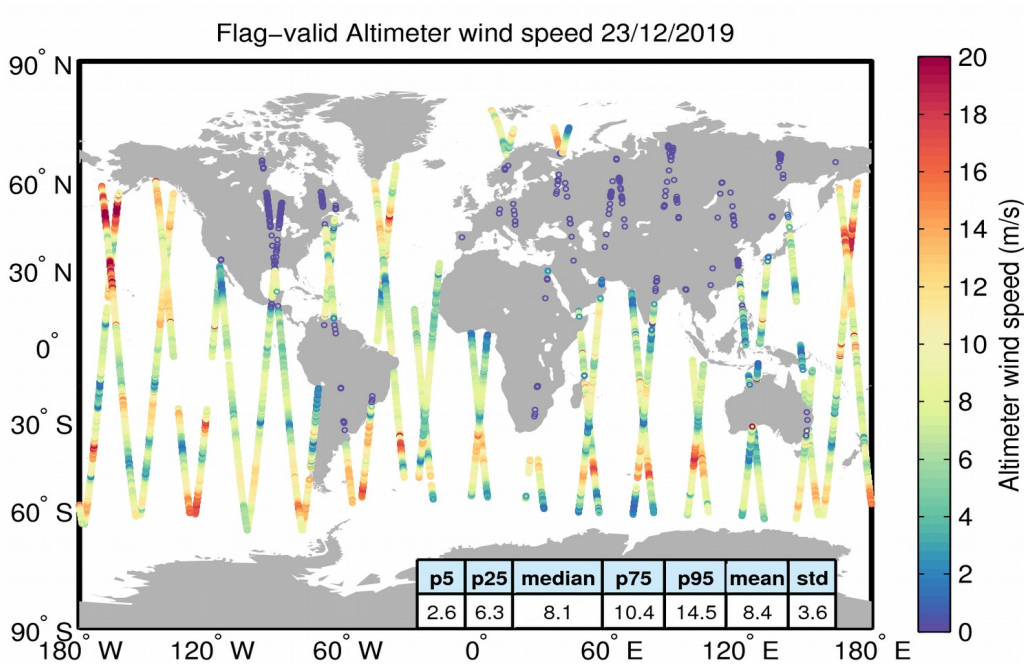 Flag−valid Altimeter wind speed 23/12/2019
90° N
60° N
30° N
0°
30° S
60° S
90° S
180° W
120° W
60° W
0°
60° E
120° E
180° E
p5 p25 median p75 p95 mean std
2.6 6.3 8.1 10.4 14.5 8.4 3.6
20
18
16
14
12
10
8
6
4
2
0
Altimeter wind speed (m/s)